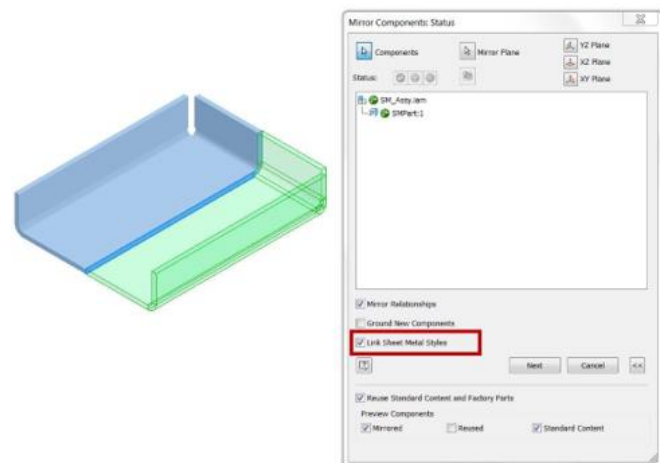 Mirror Components: Status
Components
Mirror Plane
YZ Plane
XZ Plane
XY Plane
Status:
SM_Assy.iam
SMPart:1
Mirror Relationships
Ground New Components
Link Sheet Metal Styles
Next
Cancel
<<
Reuse Standard Content and Factory Parts
Preview Components
Mirrored
Reused
Standard Content